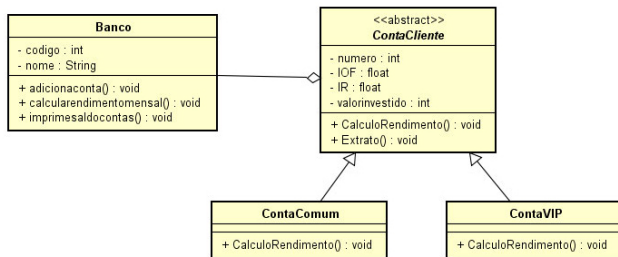 Banco
- codigo : int
- nome : String
+ adicionaconta() : void
+ calcularendimentomensal() : void
+ imprimesaldocontas() : void
<<abstract>>
ContaCliente
- numero : int
- IOF : float
- IR : float
- valorinvestido : int
+ CalculoRendimento() : void
+ Extrato() : void
ContaComum
+ CalculoRendimento() : void
ContaVIP
+ CalculoRendimento() : void